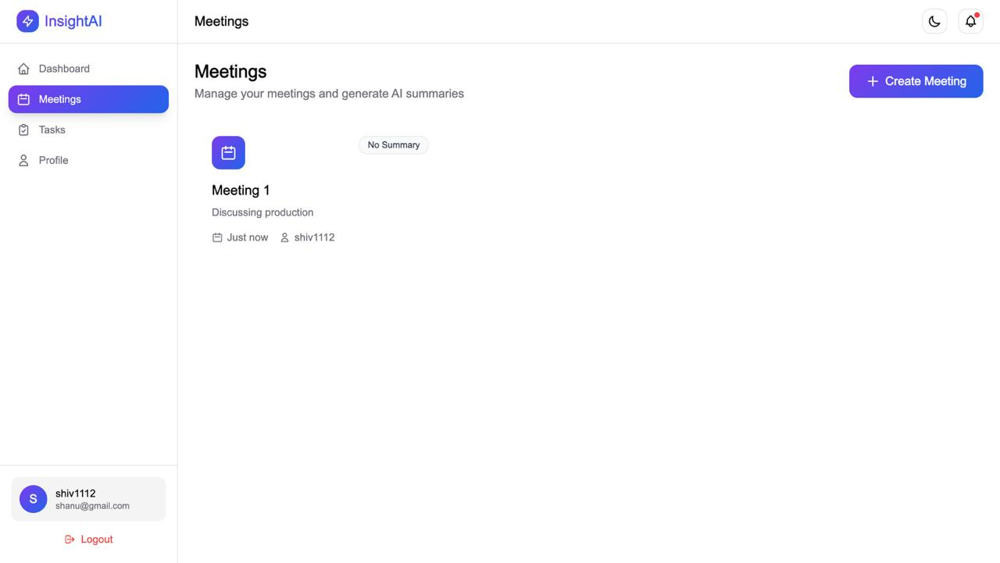 InsightAI
Meetings
Dashboard
Meetings
Tasks
Profile
Meetings
Manage your meetings and generate AI summaries
Create Meeting
No Summary
Meeting 1
Discussing production
Just now shiv1112
S
shiv1112
shanu@gmail.com
Logout